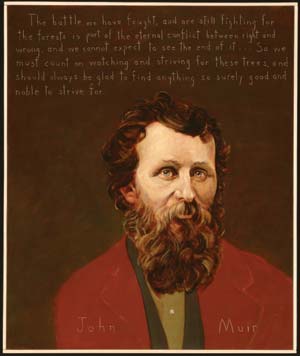 The battle we have fought, and are still fighting for
the forests is part of the eternal conflict between right and
wrong, and we cannot expect to see the end of it... So we
must count on watching and striving for these trees, and
should always be glad to find anything so surely good and
noble to strive for.
John Muir